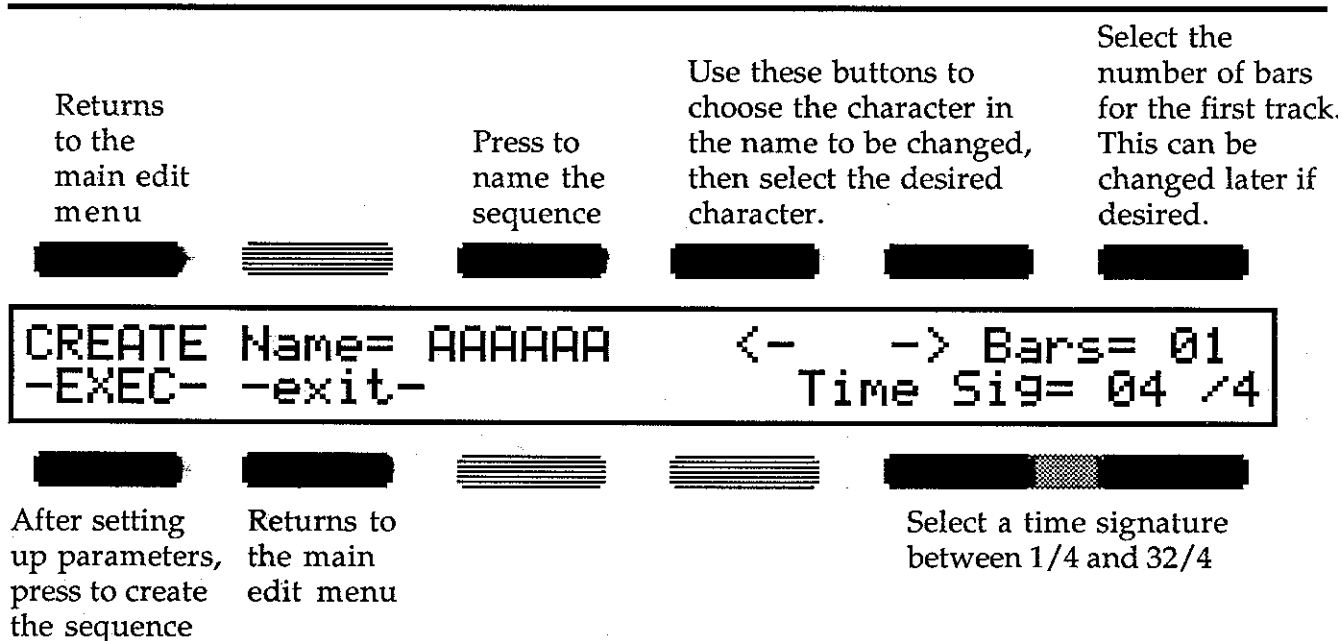 Returns
to the
main edit
menu
Press to
name the
sequence
Use these buttons to
choose the character in
the name to be changed,
then select the desired
character.
Select the
number of bars
for the first track.
This can be
changed later if
desired.
CREATE Name= AAAAAA <- -> Bars= 01
-EXEC- -exit- Time Sig= 04 /4
After setting
up parameters,
press to create
the sequence
Returns to
the main
edit menu
Select a time signature
between 1/4 and 32/4